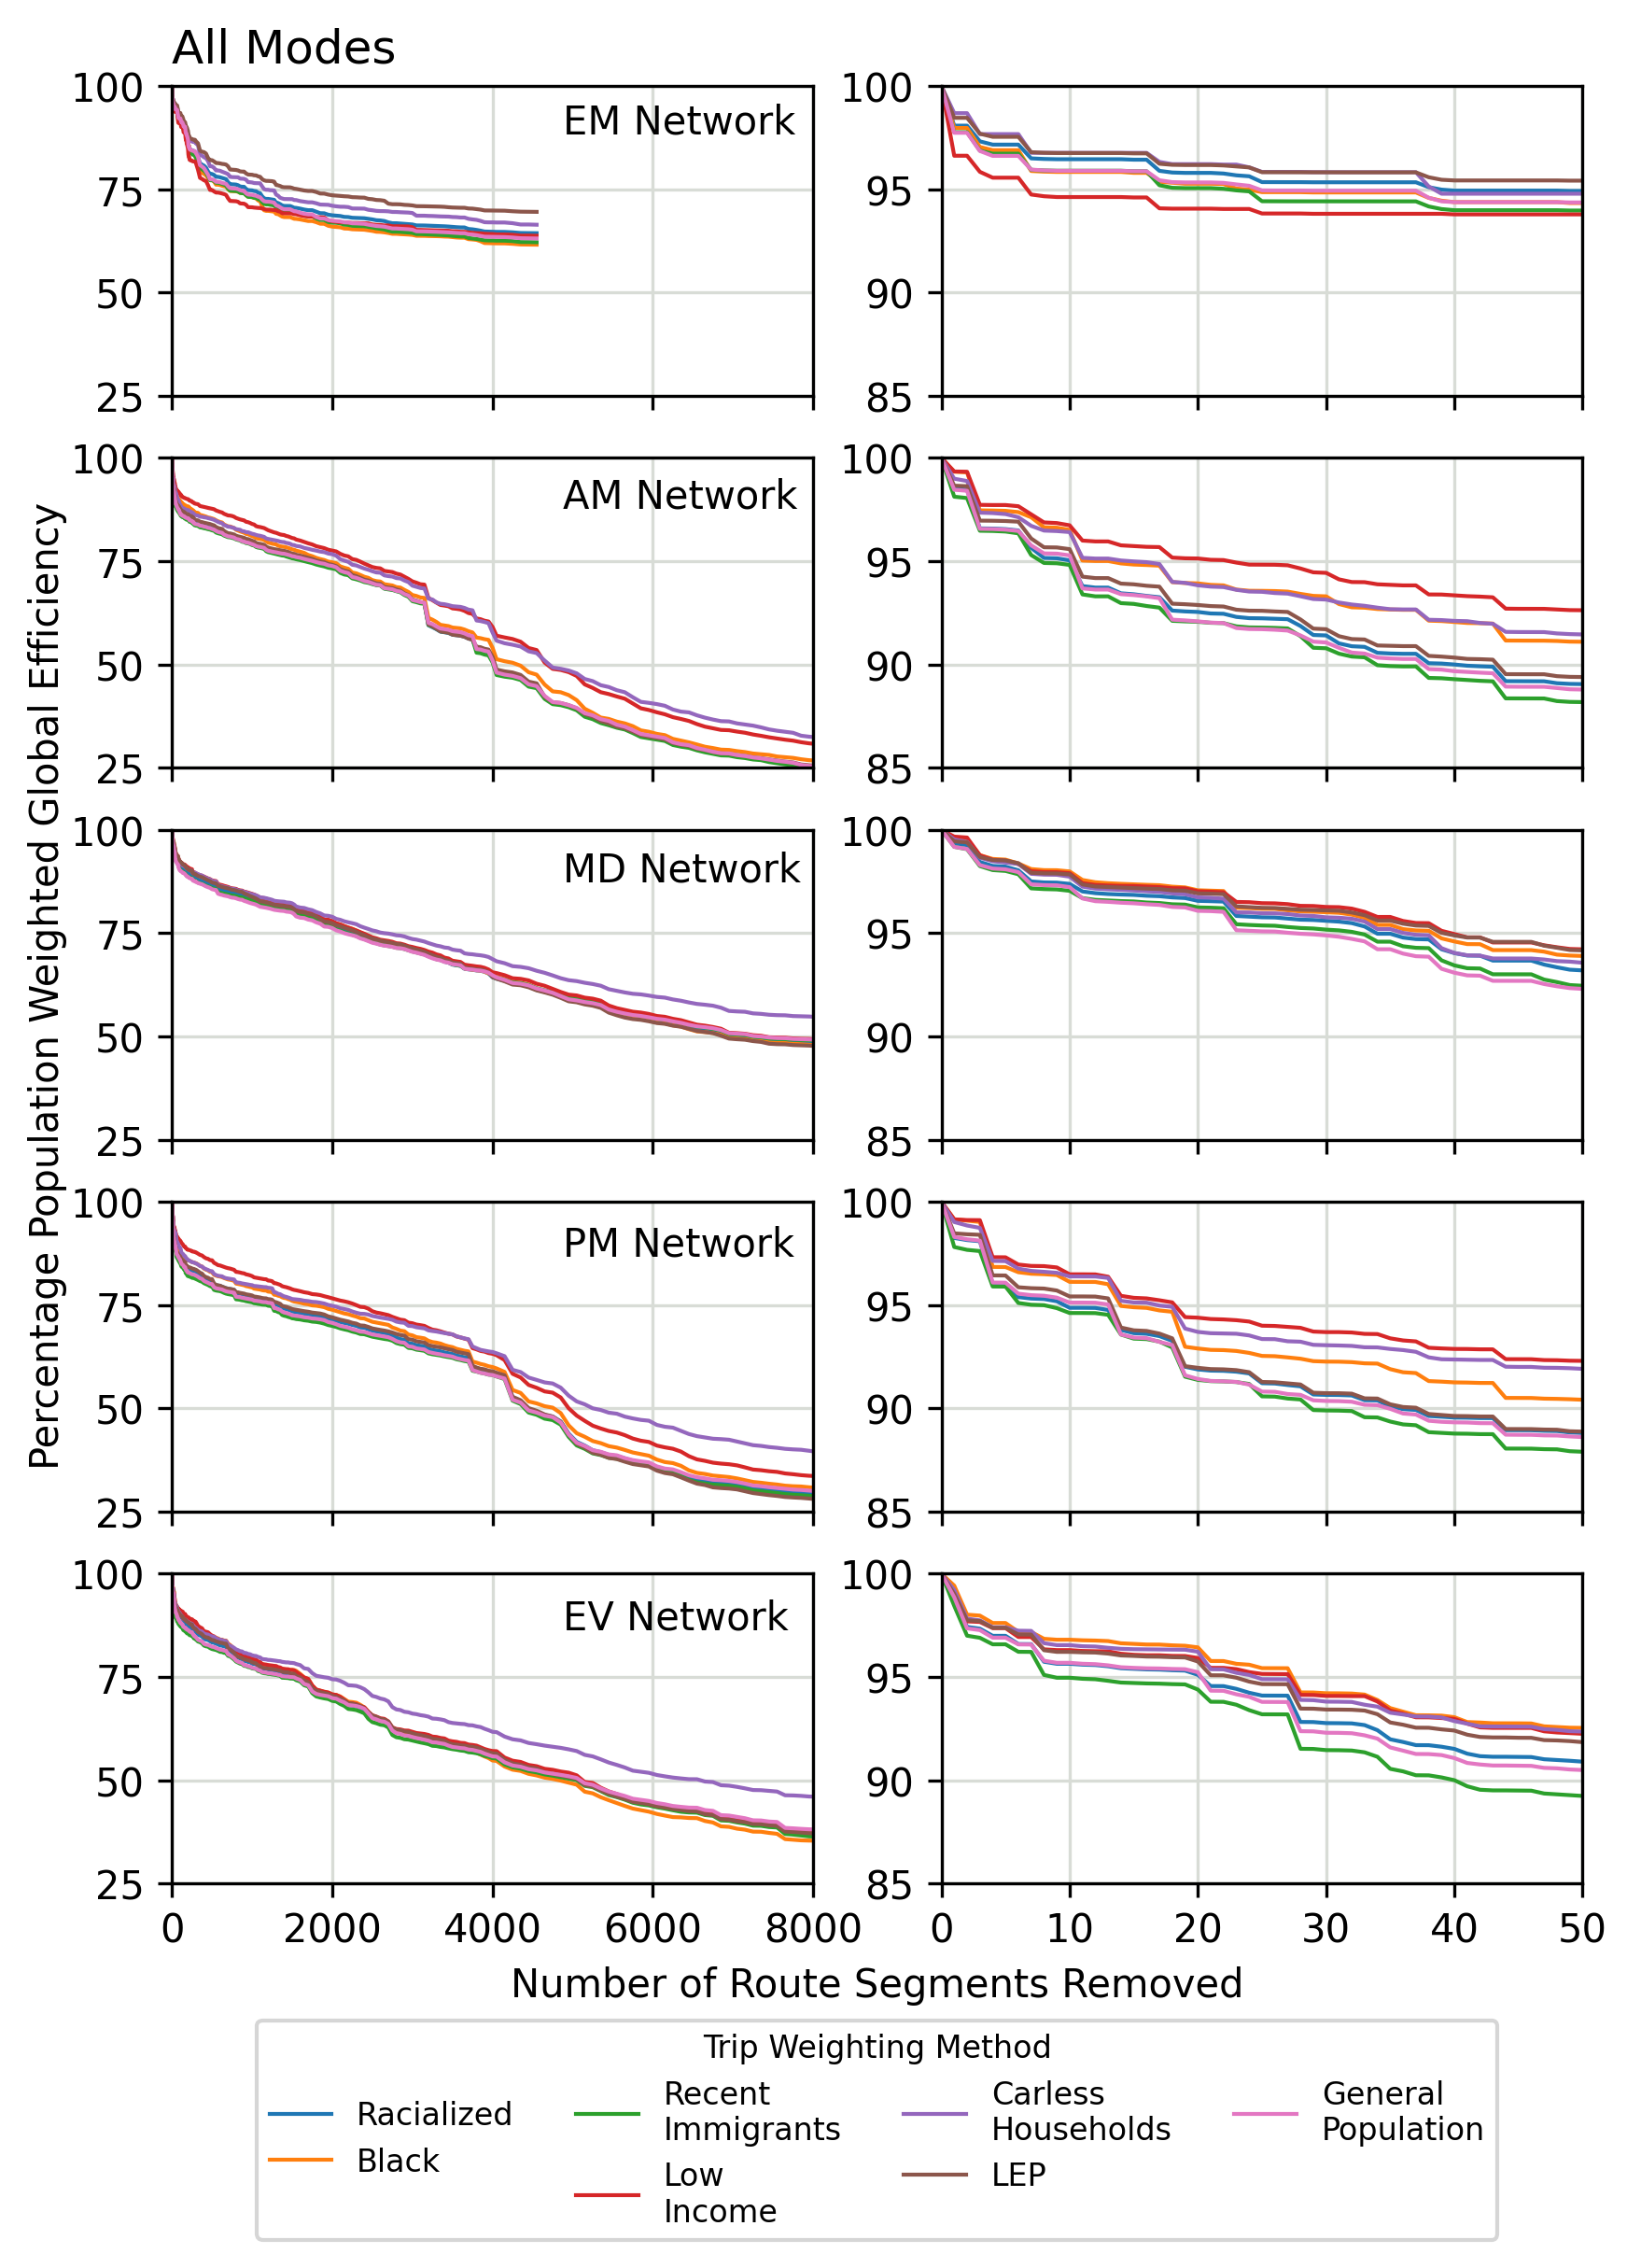 All Modes
Percentage Population Weighted Global Efficiency
100
75
50
25
EM Network
100
95
90
85
100
75
50
25
AM Network
100
95
90
85
100
75
50
25
MD Network
100
95
90
85
100
75
50
25
PM Network
100
95
90
85
100
75
50
25
EV Network
0 2000 4000 6000 8000
100
95
90
85
0 10 20 30 40 50
Number of Route Segments Removed
Trip Weighting Method
Racialized
Black
Recent
Immigrants
Low
Income
Carless
Households
LEP
General
Population